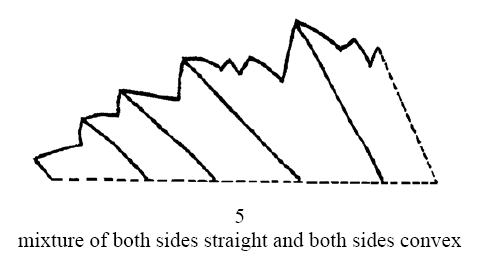 5
mixture of both sides straight and both sides convex